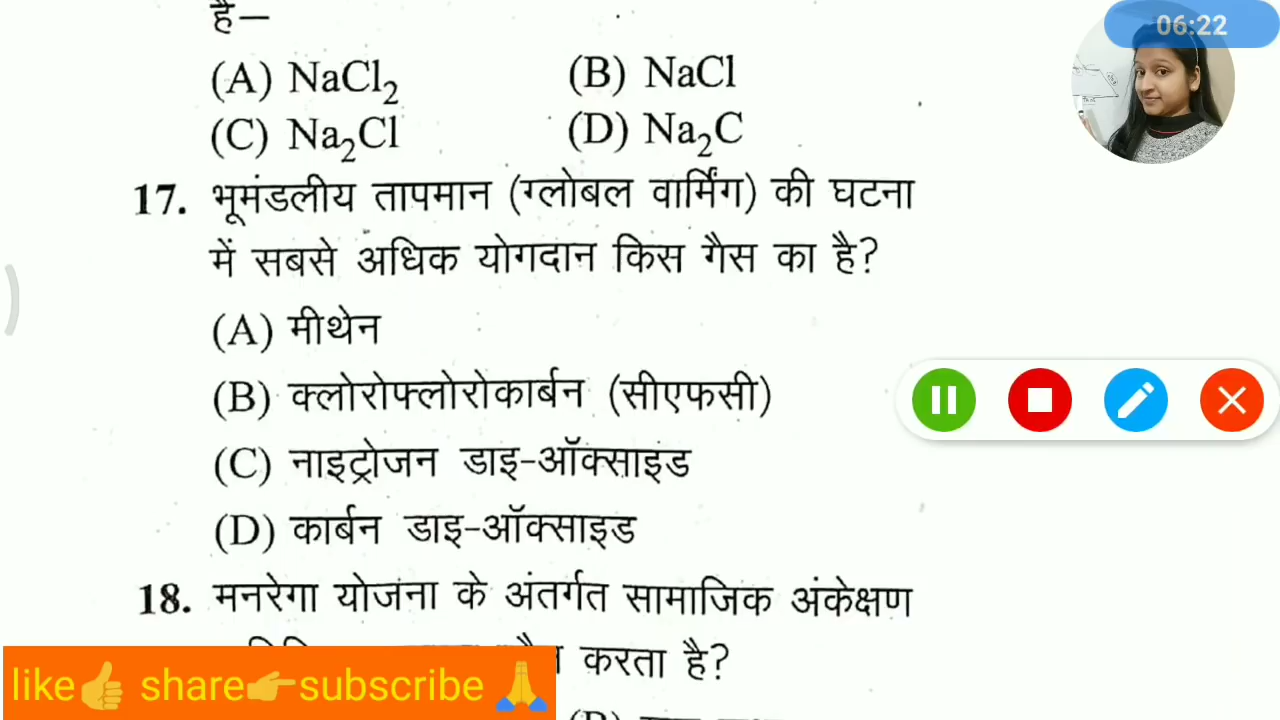 है—
06:22
(A) NaCl₂ (B) NaCl
(C) Na₂Cl (D) Na₂C
17. भूमंडलीय तापमान (ग्लोबल वार्मिंग) की घटना
में सबसे अधिक योगदान किस गैस का है?
(A) मीथेन
(B) क्लोरोफ्लोरोकार्बन (सीएफसी)
(C) नाइट्रोजन डाइ-ऑक्साइड
(D) कार्बन डाइ-ऑक्साइड
18. मनरेगा योजना के अंतर्गत सामाजिक अंकेक्षण
करता है?
like👍 share👉subscribe 🙏
(B)